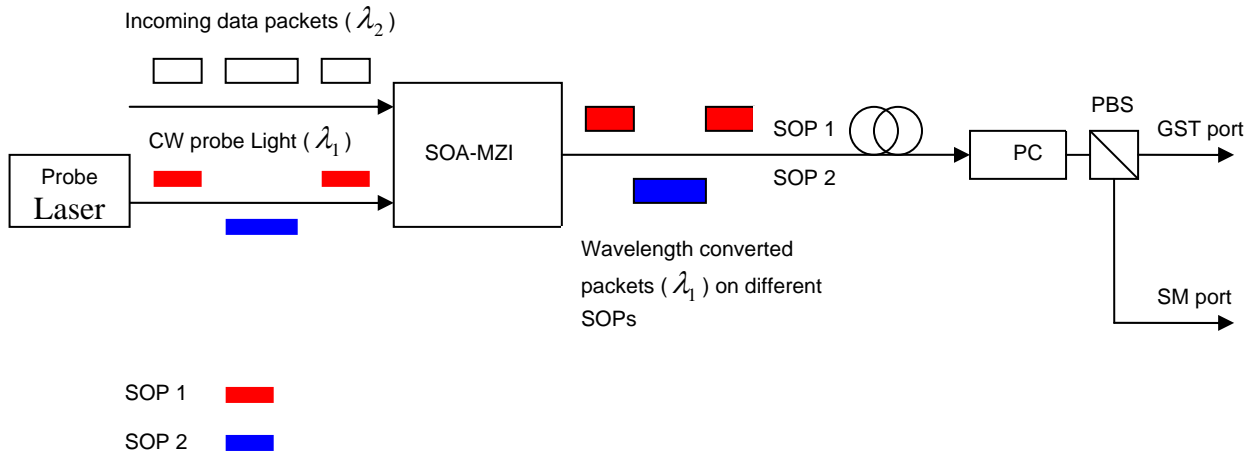 Incoming data packets ( λ₂ )
CW probe Light ( λ₁ )
Probe
Laser
SOA-MZI
SOP 1
SOP 2
PC
PBS
GST port
SM port
Wavelength converted
packets ( λ₁ ) on different
SOPs
SOP 1
SOP 2